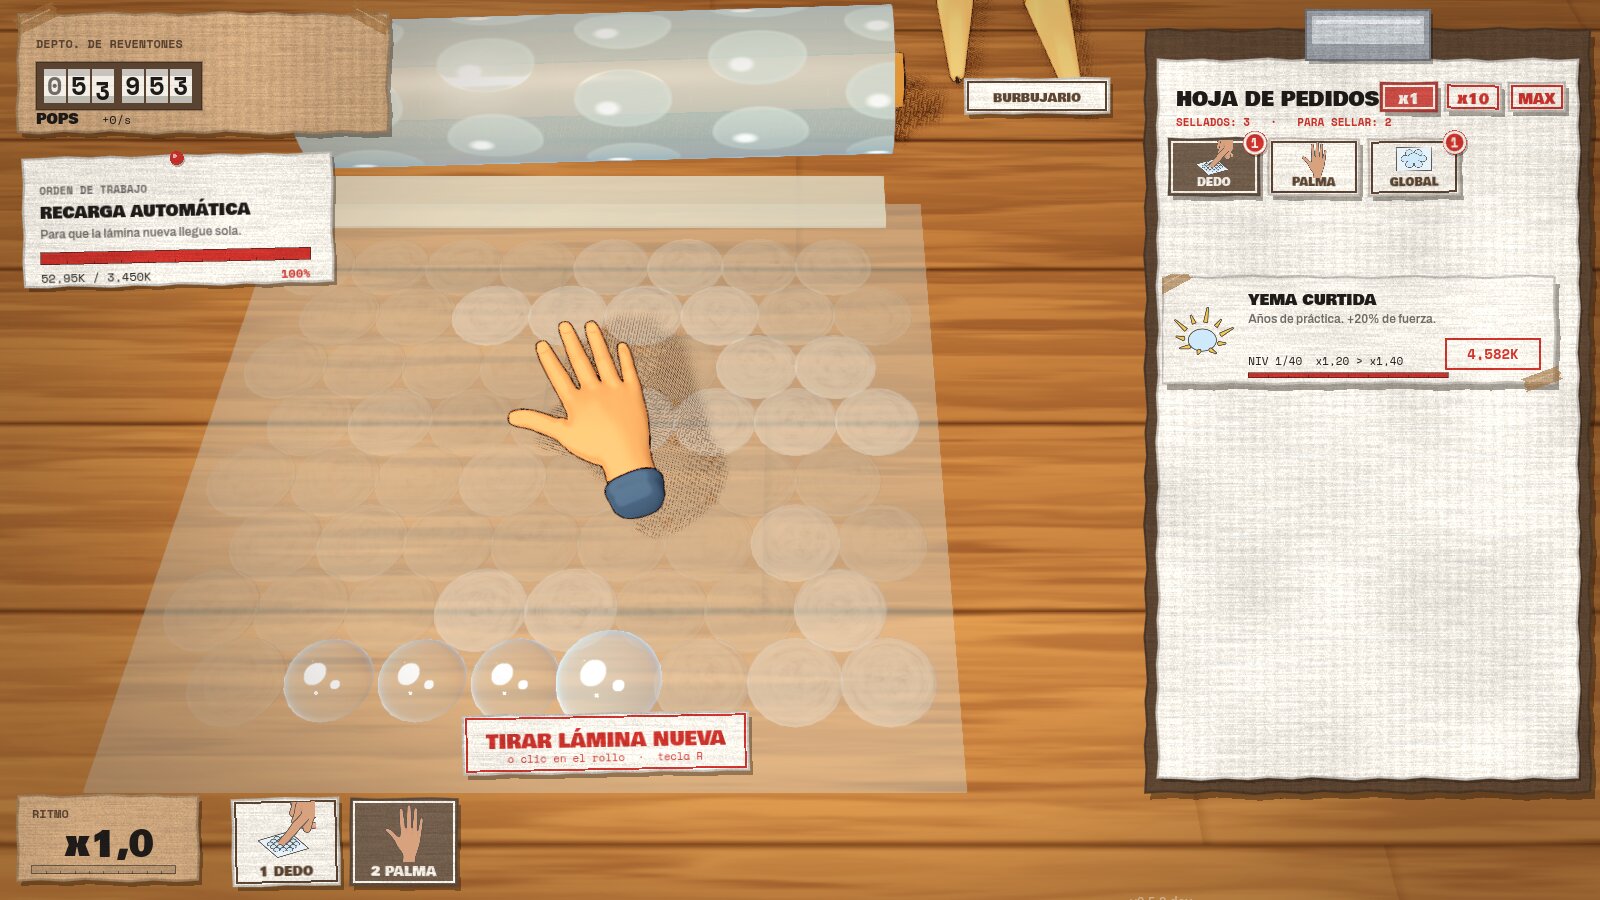 DEPTO. DE REVENTONES
053 953
POPS +0/s
ORDEN DE TRABAJO
RECARGA AUTOMÁTICA
Para que la lámina nueva llegue sola.
52,95K / 3.450K 100%
BURBUJARIO
HOJA DE PEDIDOS x1 x10 MAX
SELLADOS: 3 · PARA SELLAR: 2
DEDO 1
PALMA
GLOBAL 1
YEMA CURTIDA
Años de práctica. +20% de fuerza.
NIV 1/40 x1,20 > x1,40
4,582K
TIRAR LÁMINA NUEVA
o clic en el rollo · tecla R
RITMO
x1,0
1 DEDO
2 PALMA